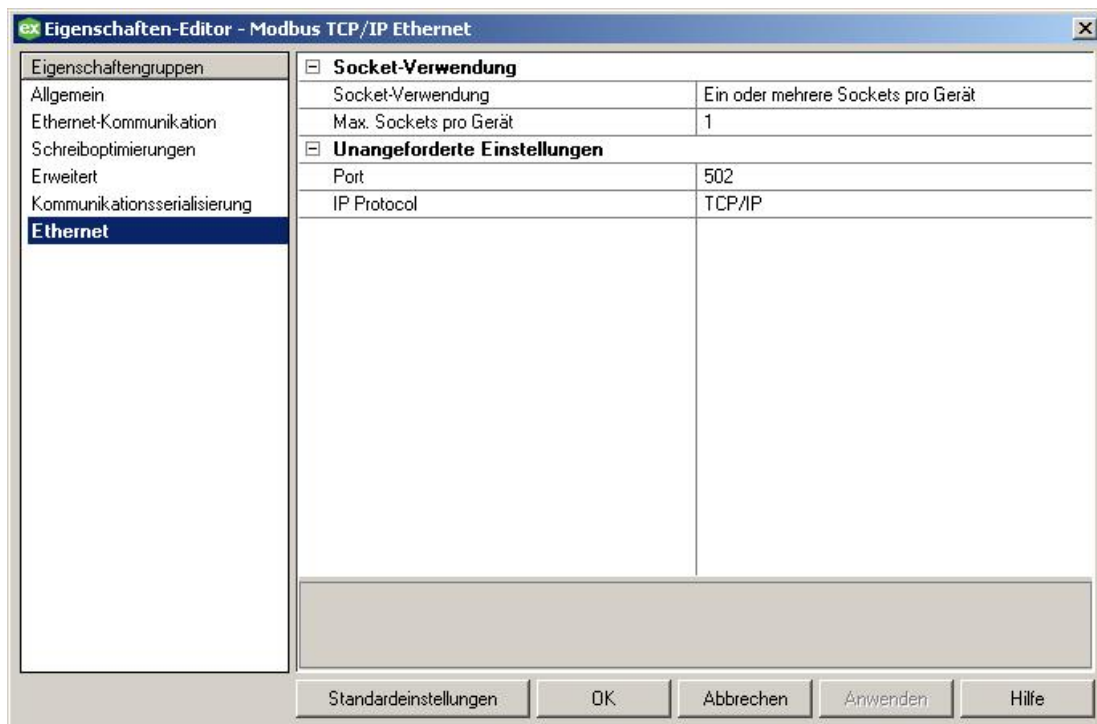 ex Eigenschaften-Editor - Modbus TCP/IP Ethernet
Eigenschaftengruppen
Allgemein
Ethernet-Kommunikation
Schreiboptimierungen
Erweitert
Kommunikationsserialisierung
Ethernet
Socket-Verwendung
Socket-Verwendung Ein oder mehrere Sockets pro Gerät
Max. Sockets pro Gerät 1
Unangeforderte Einstellungen
Port 502
IP Protocol TCP/IP
Standardeinstellungen OK Abbrechen Anwenden Hilfe